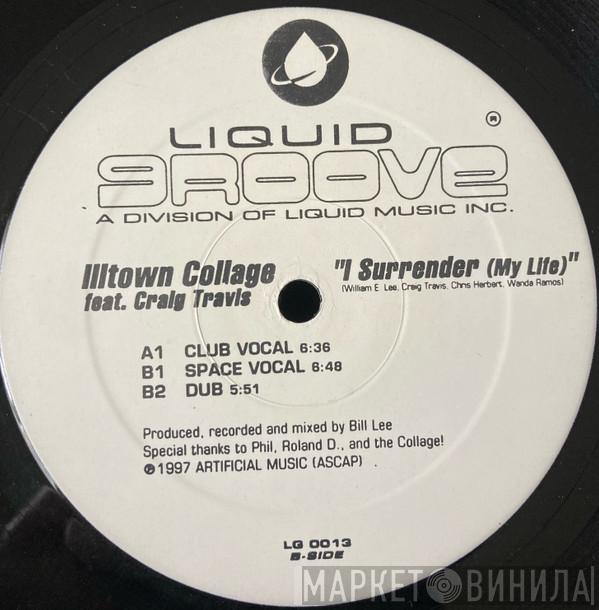 LIQUID
GROOVE
®
A DIVISION OF LIQUID MUSIC INC.
Illtown Collage
feat. Craig Travis
"I Surrender (My Life)"
(William E. Lee, Craig Travis, Chris Herbert, Wanda Ramos)
A1 CLUB VOCAL 6:36
B1 SPACE VOCAL 6:48
B2 DUB 5:51
Produced, recorded and mixed by Bill Lee
Special thanks to Phil, Roland D., and the Collage!
℗1997 ARTIFICIAL MUSIC (ASCAP)
LG 0013
B-SIDE
МАРКЕТ ВИНИЛА